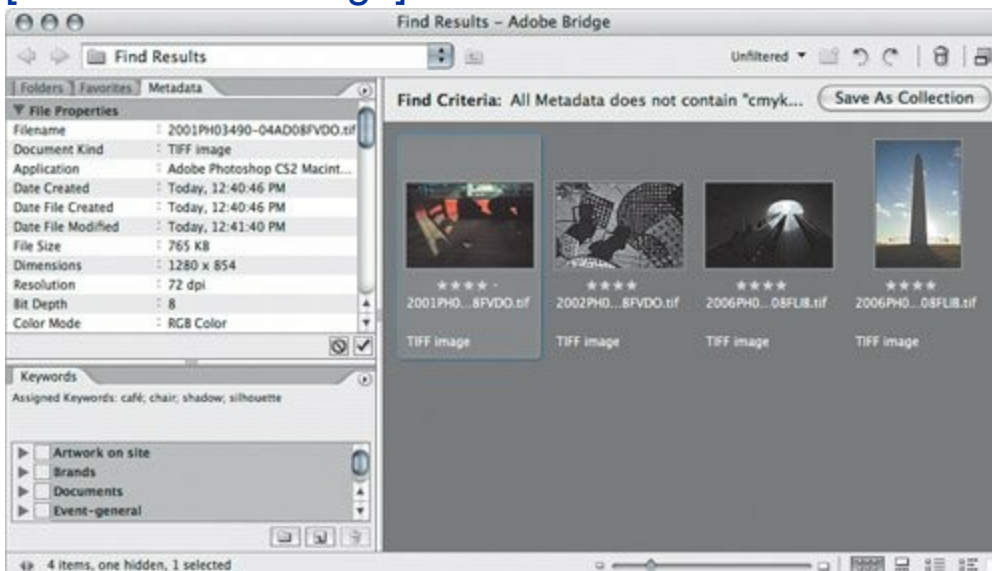 Find Results – Adobe Bridge
Find Results
Unfiltered
Folders Favorites Metadata
File Properties
Filename : 2001PH03490-04AD08FVDO.tif
Document Kind : TIFF image
Application : Adobe Photoshop CS2 Macint...
Date Created : Today, 12:40:46 PM
Date File Created : Today, 12:40:46 PM
Date File Modified : Today, 12:41:40 PM
File Size : 765 KB
Dimensions : 1280 x 854
Resolution : 72 dpi
Bit Depth : 8
Color Mode : RGB Color
Keywords
Assigned Keywords: café; chair; shadow; silhouette
Artwork on site
Brands
Documents
Event-general
4 items, one hidden, 1 selected
Find Criteria: All Metadata does not contain "cmyk...
Save As Collection
2001PH0...8FVDO.tif
TIFF image
2002PH0...8FVDO.tif
TIFF image
2006PH0...08FLIB.tif
TIFF image
2006PH0...08FLIB.tif
TIFF image